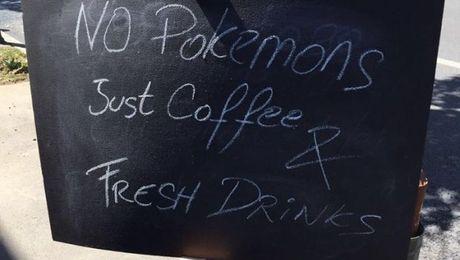 NO Pokemons
Just Coffee
&
FRESH DRINKS